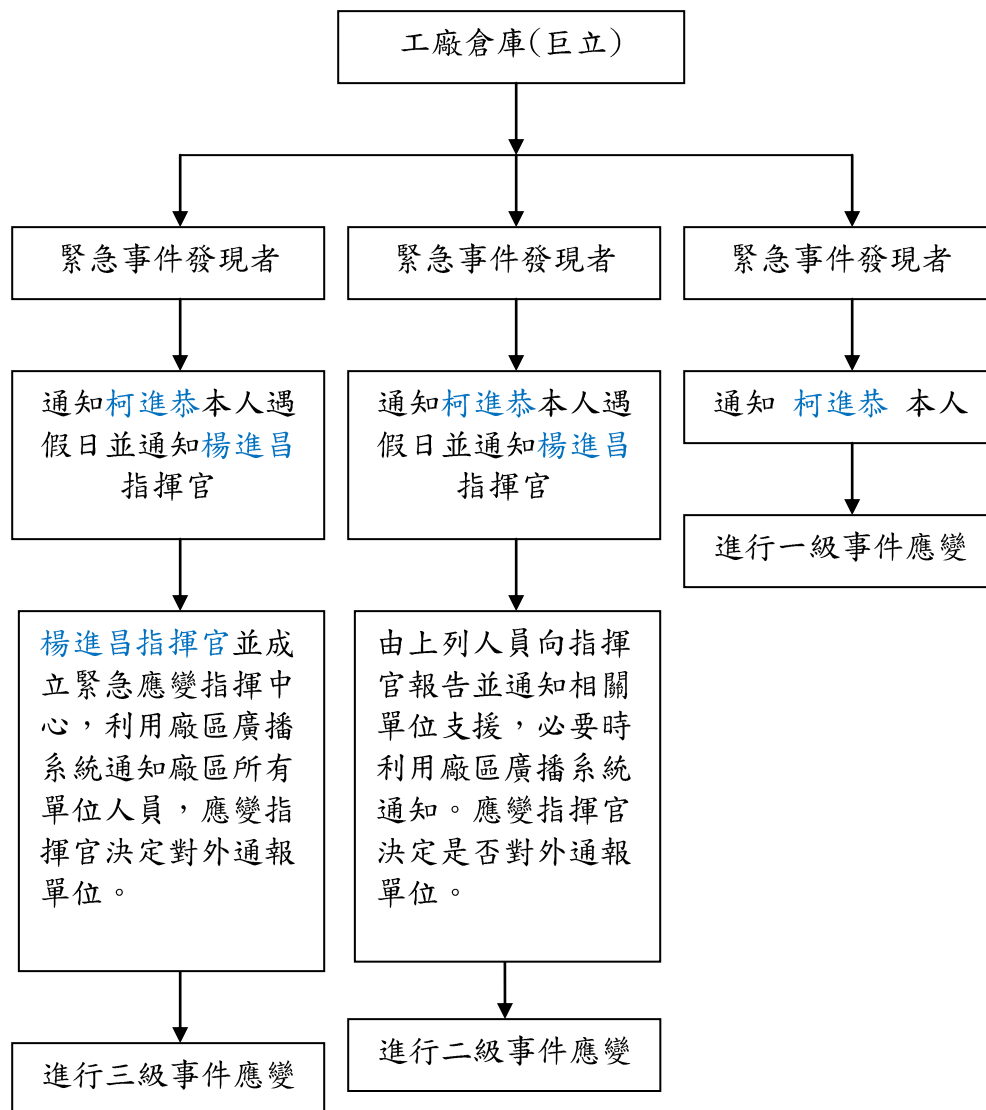 工廠倉庫(巨立)
緊急事件發現者
緊急事件發現者
緊急事件發現者
通知柯進恭本人遇
假日並通知楊進昌
指揮官
通知柯進恭本人遇
假日並通知楊進昌
指揮官
通知 柯進恭 本人
進行一級事件應變
楊進昌指揮官並成
立緊急應變指揮中
心，利用廠區廣播
系統通知廠區所有
單位人員，應變指
揮官決定對外通報
單位。
由上列人員向指揮
官報告並通知相關
單位支援，必要時
利用廠區廣播系統
通知。應變指揮官
決定是否對外通報
單位。
進行三級事件應變
進行二級事件應變